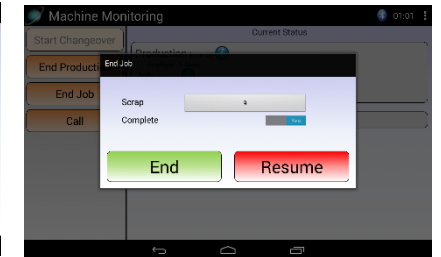 Machine Monitoring
01:01
Current Status
Start Changeover
Production
End Producti
End Job
End Job
Scrap
Complete
Yes
Call
End
Resume